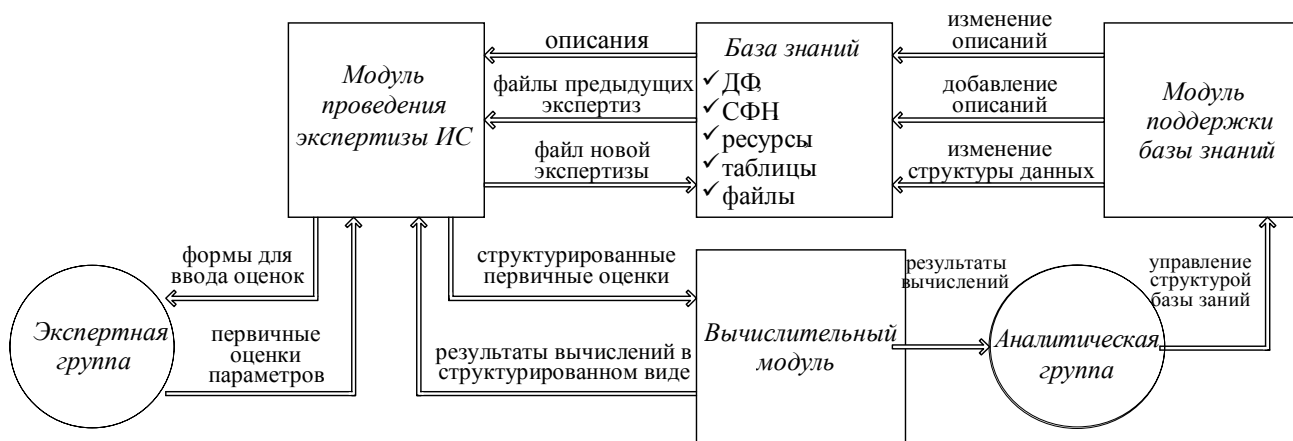 Модуль
проведения
экспертизы ИС
описания
файлы предыдущих
экспертиз
файл новой
экспертизы
База знаний
✓ ДФ,
✓ СФН
✓ ресурсы,
✓ таблицы
✓ файлы
изменение
описаний
добавление
описаний
изменение
структуры данных
Модуль
поддержки
базы знаний
формы для
ввода оценок
структурированные
первичные оценки
результаты
вычислений
управление
структурой
базы заний
Экспертная
группа
первичные
оценки
параметров
результаты вычислений в
структурированном виде
Вычислительный
модуль
Аналитическая
группа